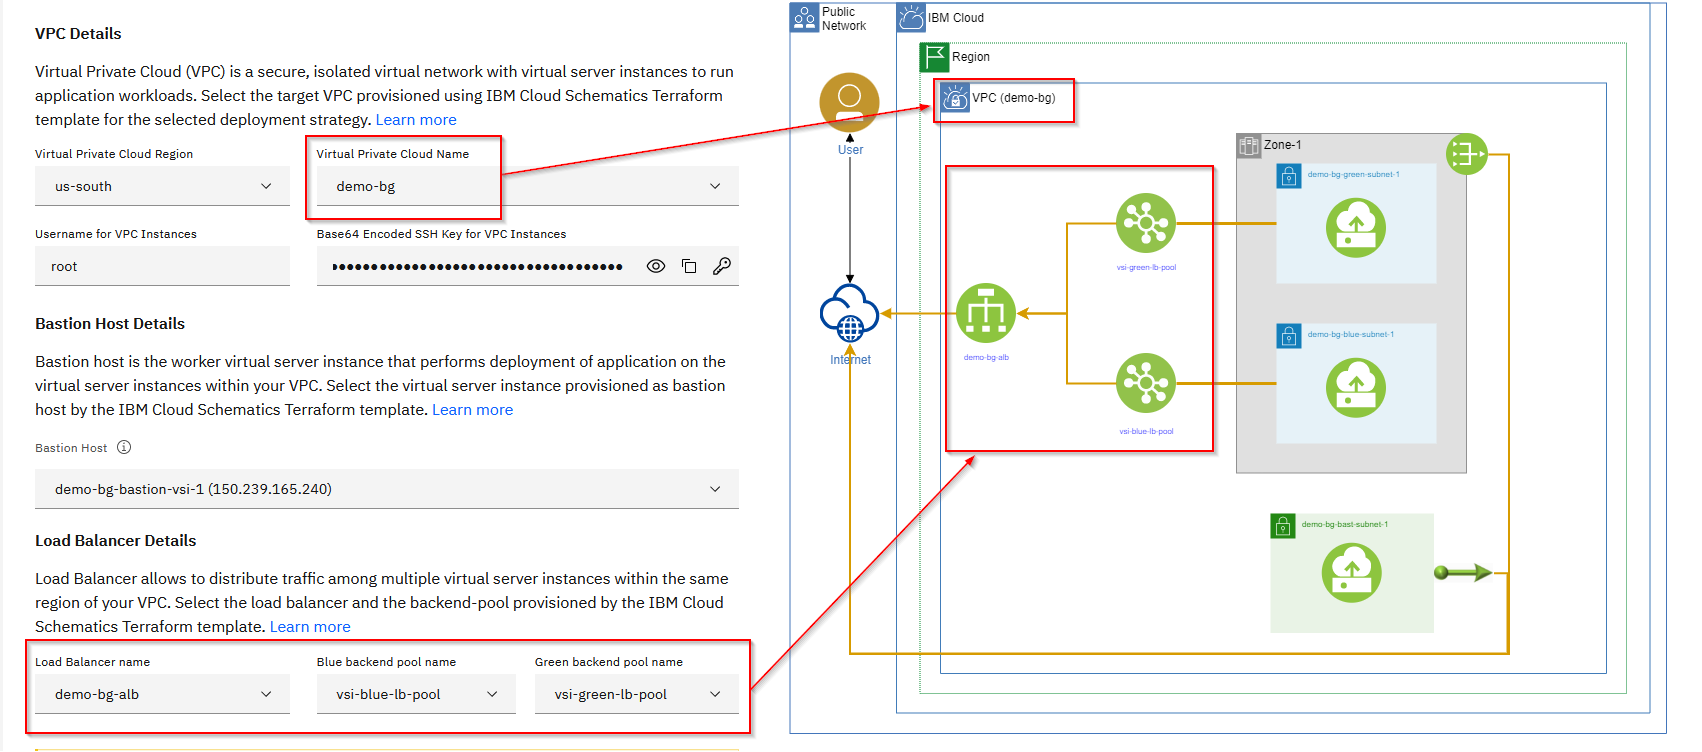 VPC Details
Virtual Private Cloud (VPC) is a secure, isolated virtual network with virtual server instances to run
application workloads. Select the target VPC provisioned using IBM Cloud Schematics Terraform
template for the selected deployment strategy. Learn more
Virtual Private Cloud Region
Virtual Private Cloud Name
us-south
demo-bg
Username for VPC Instances
Base64 Encoded SSH Key for VPC Instances
root
Bastion Host Details
Bastion host is the worker virtual server instance that performs deployment of application on the
virtual server instances within your VPC. Select the virtual server instance provisioned as bastion
host by the IBM Cloud Schematics Terraform template. Learn more
Bastion Host
demo-bg-bastion-vsi-1 (150.239.165.240)
Load Balancer Details
Load Balancer allows to distribute traffic among multiple virtual server instances within the same
region of your VPC. Select the load balancer and the backend-pool provisioned by the IBM Cloud
Schematics Terraform template. Learn more
Load Balancer name
Blue backend pool name
Green backend pool name
demo-bg-alb
vsi-blue-lb-pool
vsi-green-lb-pool
Public
Network
IBM Cloud
Region
VPC (demo-bg)
User
Zone-1
demo-bg-green-subnet-1
vsi-green-lb-pool
demo-bg-alb
Internet
demo-bg-blue-subnet-1
vsi-blue-lb-pool
demo-bg-bast-subnet-1